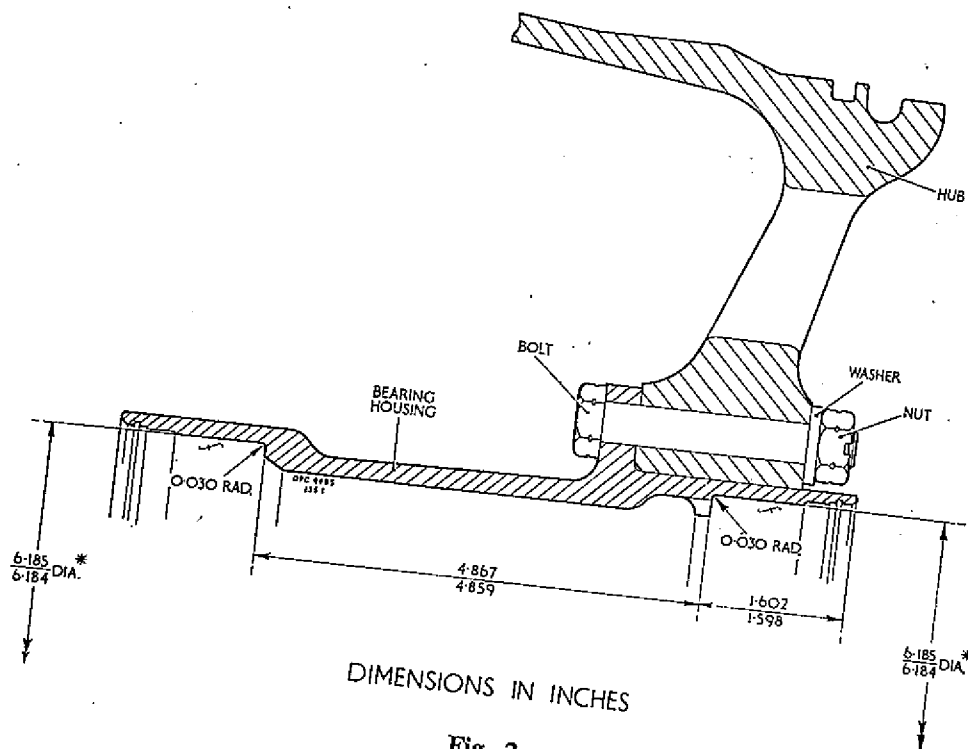 HUB
BOLT
WASHER
NUT
BEARING
HOUSING
0·030 RAD.
0·030 RAD.
6·185
6·184 DIA.*
4·867
4·859
1·602
1·598
6·185
6·184 DIA.*
DIMENSIONS IN INCHES
Fig. 2